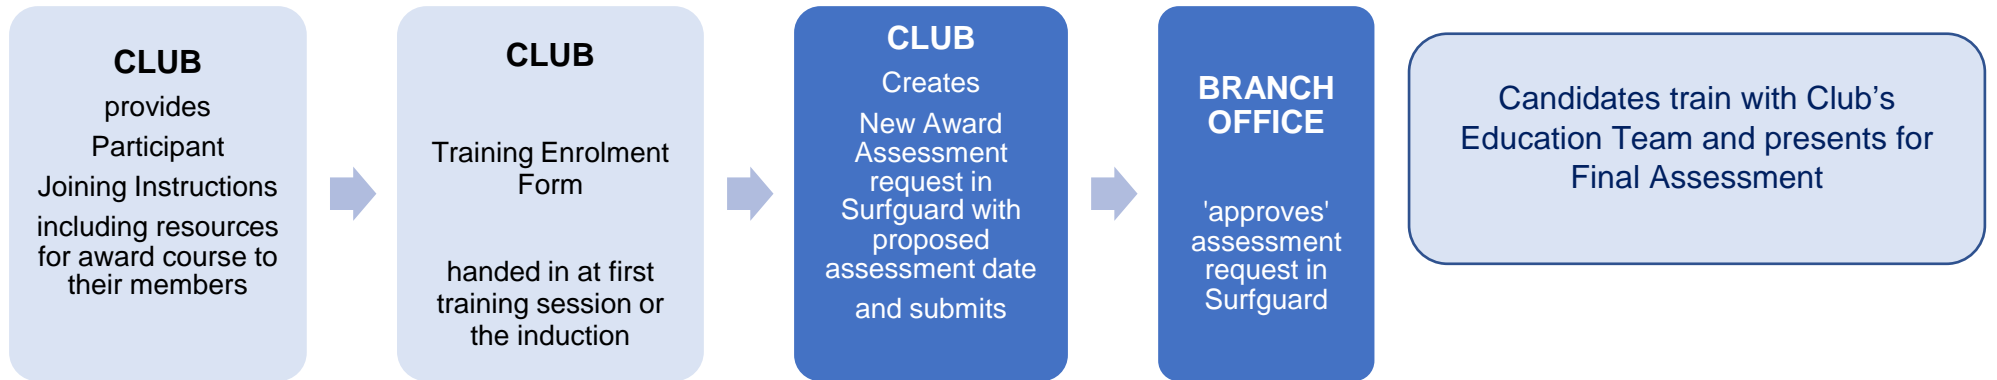 CLUB
provides
Participant
Joining Instructions
including resources
for award course to
their members
CLUB
Training Enrolment
Form
handed in at first
training session or
the induction
CLUB
Creates
New Award
Assessment
request in
Surfguard with
proposed
assessment date
and submits
BRANCH
OFFICE
'approves'
assessment
request in
Surfguard
Candidates train with Club’s
Education Team and presents for
Final Assessment